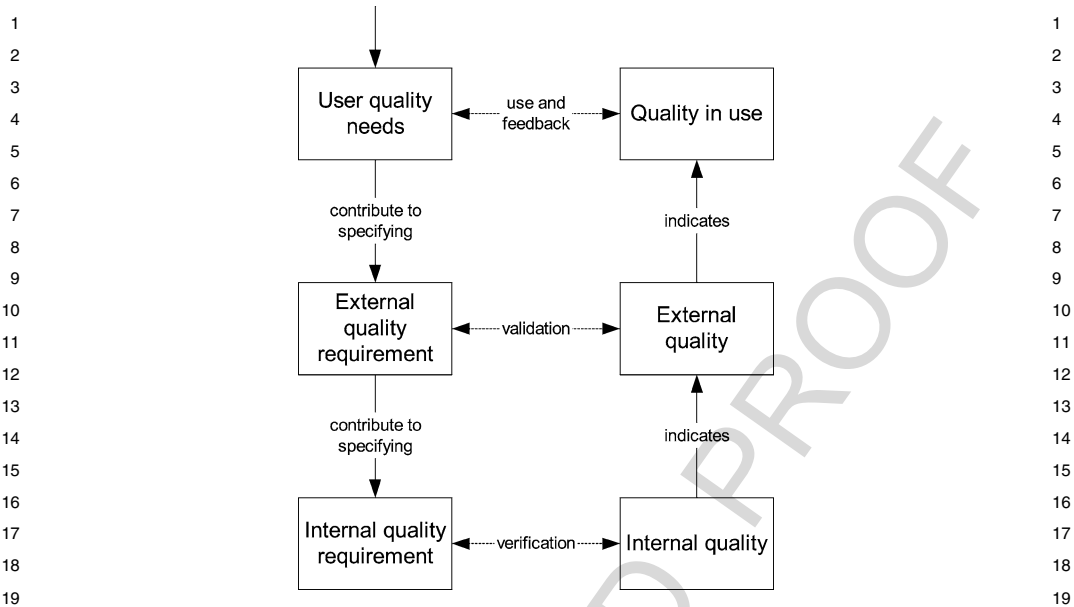 1
2
3
4
5
6
7
8
9
10
11
12
13
14
15
16
17
18
19
User quality
needs
use and
feedback
Quality in use
contribute to
specifying
indicates
External
quality
requirement
validation
External
quality
contribute to
specifying
indicates
Internal quality
requirement
verification
Internal quality
1
2
3
4
5
6
7
8
9
10
11
12
13
14
15
16
17
18
19
PROOF